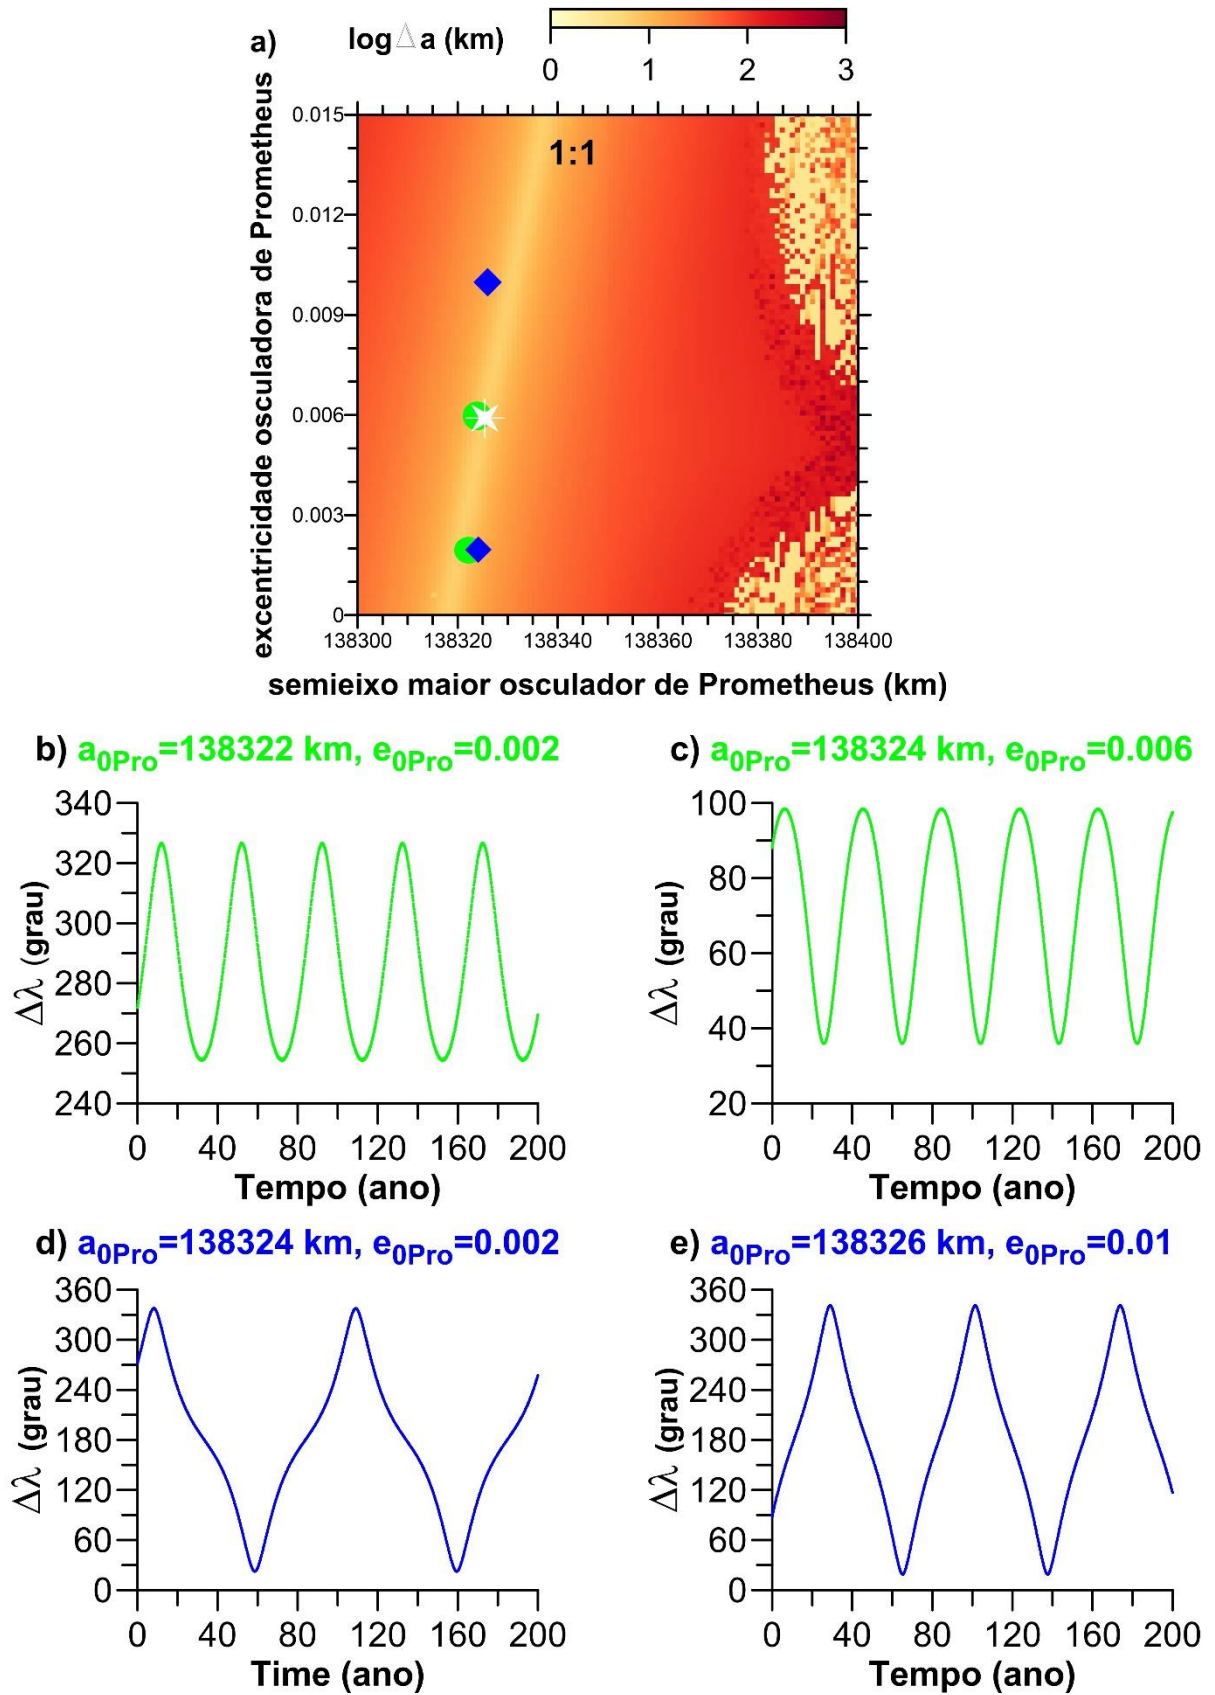 a) logΔa (km)
0 1 2 3
excentricidade osculadora de Prometheus
1:1
0.015
0.012
0.009
0.006
0.003
0
138300 138320 138340 138360 138380 138400
semieixo maior osculador de Prometheus (km)
b) a0Pro=138322 km, e0Pro=0.002
Δλ (grau)
340
320
300
280
260
240
0 40 80 120 160 200
Tempo (ano)
c) a0Pro=138324 km, e0Pro=0.006
Δλ (grau)
100
80
60
40
20
0 40 80 120 160 200
Tempo (ano)
d) a0Pro=138324 km, e0Pro=0.002
Δλ (grau)
360
300
240
180
120
60
0
0 40 80 120 160 200
Time (ano)
e) a0Pro=138326 km, e0Pro=0.01
Δλ (grau)
360
300
240
180
120
60
0
0 40 80 120 160 200
Tempo (ano)